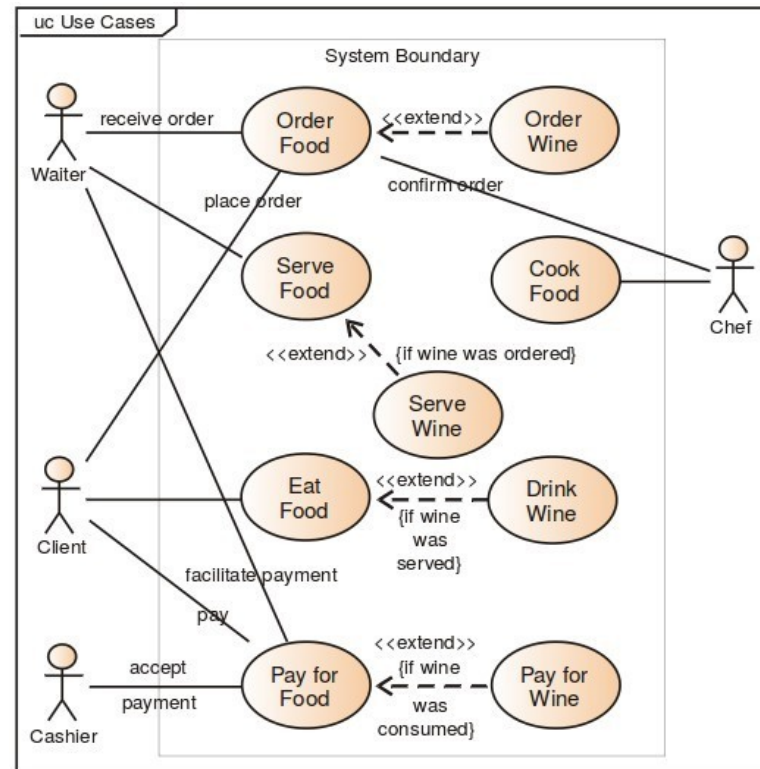 uc Use Cases
System Boundary
receive order
Order
Food
<<extend>>
Order
Wine
Waiter
place order
confirm order
Serve
Food
Cook
Food
Chef
<<extend>>
{if wine was ordered}
Serve
Wine
Client
Eat
Food
<<extend>>
{if wine
was
served}
Drink
Wine
facilitate payment
pay
accept
payment
Cashier
Pay for
Food
<<extend>>
{if wine
was
consumed}
Pay for
Wine